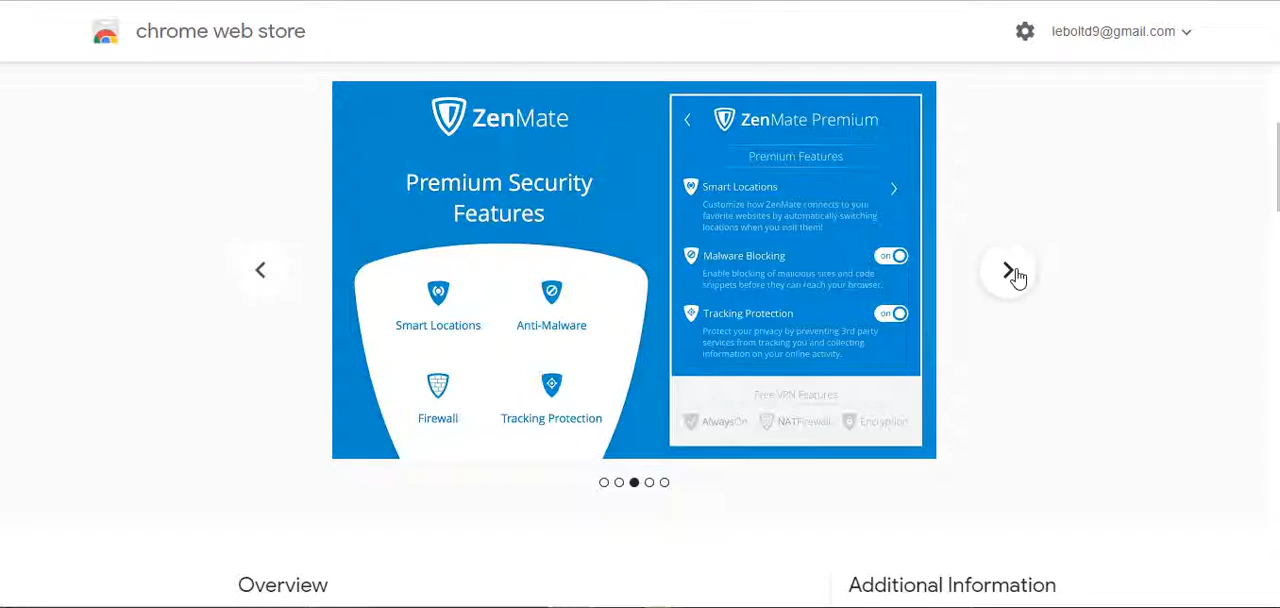 chrome web store
leboltd9@gmail.com
ZenMate
Premium Security
Features
Smart Locations
Anti-Malware
Firewall
Tracking Protection
ZenMate Premium
Premium Features
Smart Locations
Customize how ZenMate connects to your
favorite websites by automatically switching
locations when you visit them!
Malware Blocking
on
Enable blocking of malicious sites and code
snippets before they can reach your browser.
Tracking Protection
on
Protect your privacy by preventing 3rd party
services from tracking you and collecting
information on your online activity.
Free VPN Features
AlwaysOn NATFirewall Encryption
Overview
Additional Information